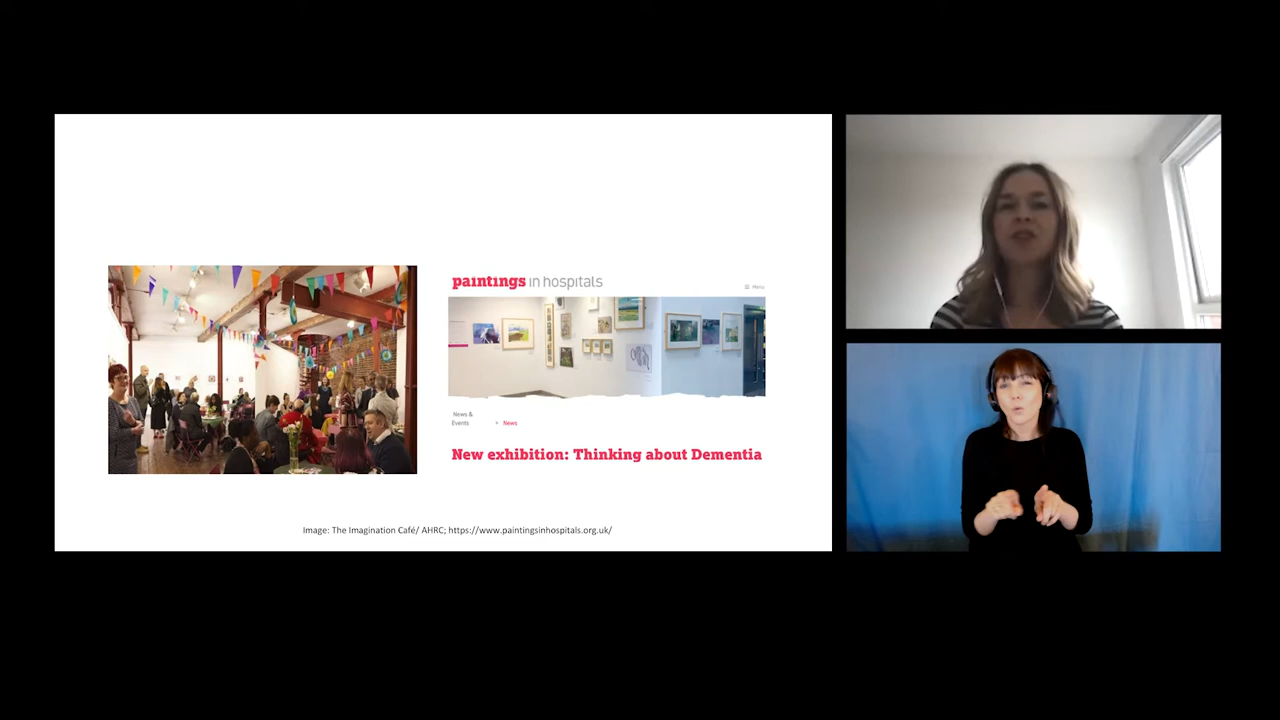 paintings in hospitals
Menu
News &
Events
News
New exhibition: Thinking about Dementia
Image: The Imagination Café/ AHRC; https://www.paintingsinhospitals.org.uk/